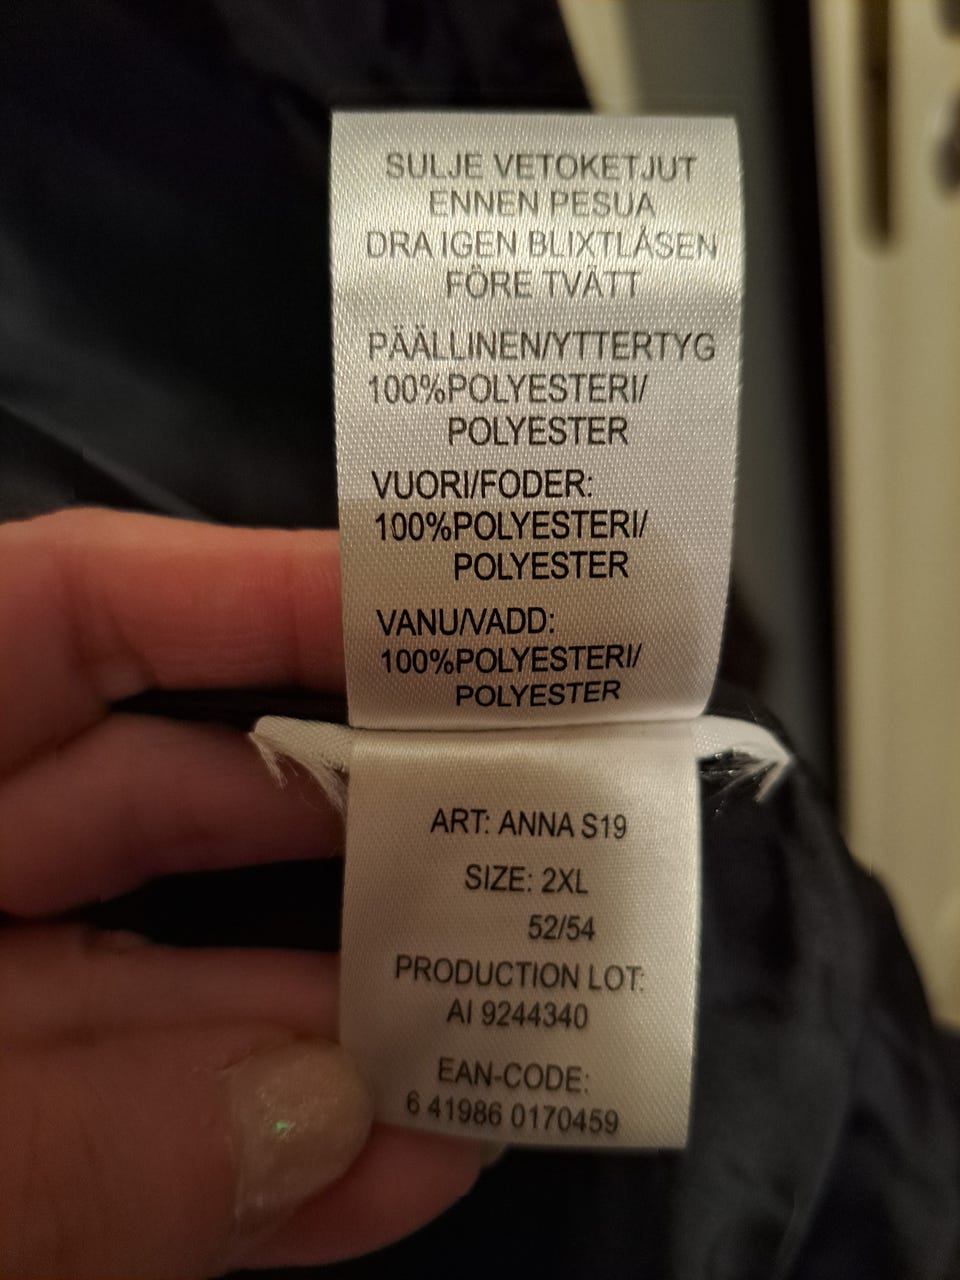 SULJE VETOKETJUT
ENNEN PESUA
DRA IGEN BLIXTLÅSEN
FÖRE TVÄTT
PÄÄLLINEN/YTTERTYG
100%POLYESTERI/
POLYESTER
VUORI/FODER:
100%POLYESTERI/
POLYESTER
VANU/VADD:
100%POLYESTERI/
POLYESTER
ART: ANNA S19
SIZE: 2XL
52/54
PRODUCTION LOT:
AI 9244340
EAN-CODE:
6 41986 0170459